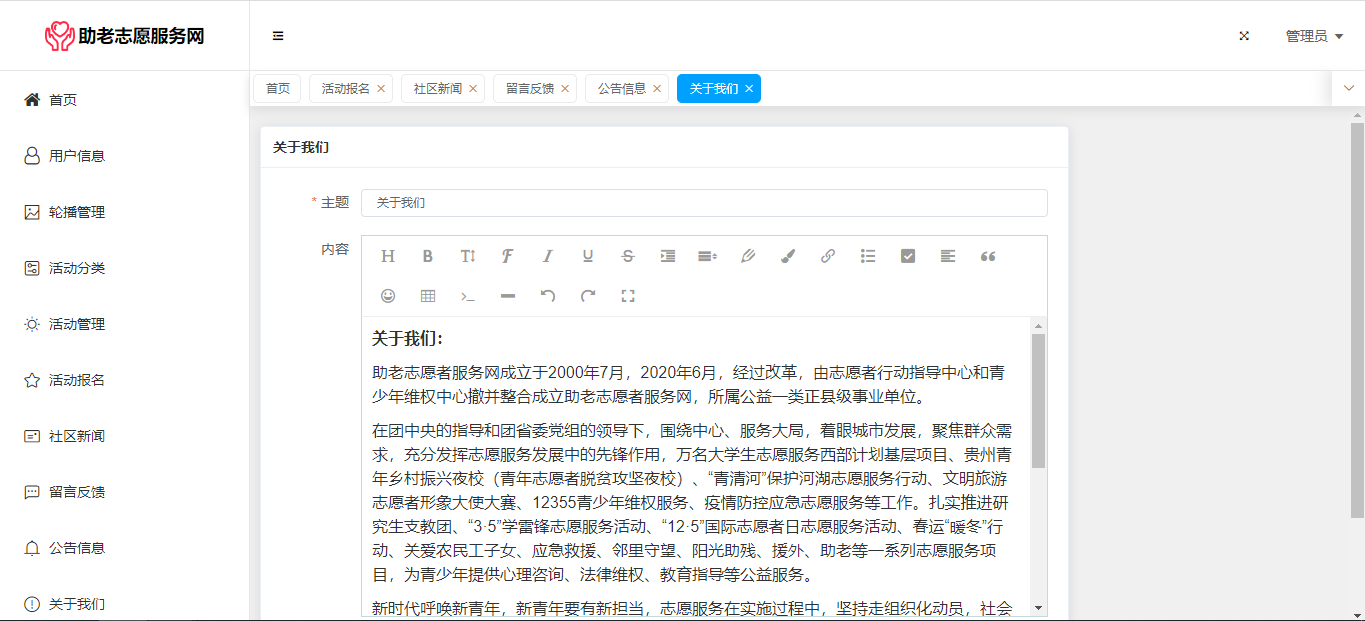 助老志愿服务网
管理员
首页 活动报名 社区新闻 留言反馈 公告信息 关于我们
首页
用户信息
轮播管理
活动分类
活动管理
活动报名
社区新闻
留言反馈
公告信息
关于我们
关于我们
* 主题 关于我们
内容
关于我们：
助老志愿者服务网成立于2000年7月，2020年6月，经过改革，由志愿者行动指导中心和青
少年维权中心撤并整合成立助老志愿者服务网，所属公益一类正县级事业单位。
在团中央的指导和团省委党组的领导下，围绕中心、服务大局，着眼城市发展，聚焦群众需
求，充分发挥志愿服务发展中的先锋作用，万名大学生志愿服务西部计划基层项目、贵州青
年乡村振兴夜校（青年志愿者脱贫攻坚夜校）、“青清河”保护河湖志愿服务行动、文明旅游
志愿者形象大使大赛、12355青少年维权服务、疫情防控应急志愿服务等工作。扎实推进研
究生支教团、“3·5”学雷锋志愿服务活动、“12·5”国际志愿者日志愿服务活动、春运“暖冬”行
动、关爱农民工子女、应急救援、邻里守望、阳光助残、援外、助老等一系列志愿服务项
目，为青少年提供心理咨询、法律维权、教育指导等公益服务。
新时代呼唤新青年，新青年要有新担当，志愿服务在实施过程中，坚持走组织化动员，社会